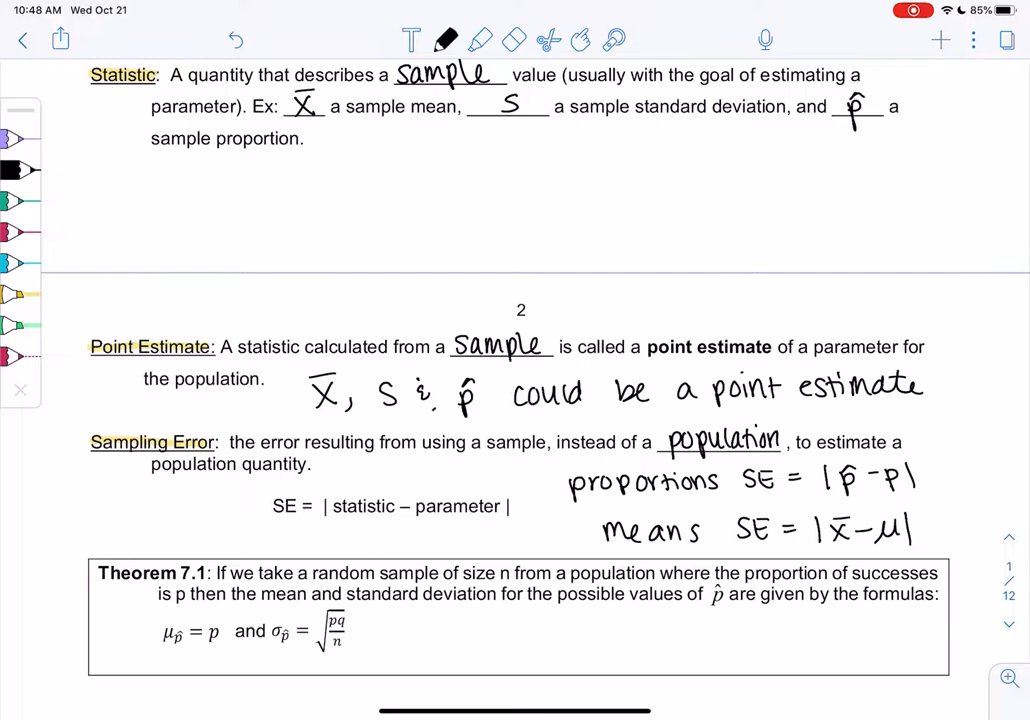 10:48 AM Wed Oct 21 85%
Statistic: A quantity that describes a sample value (usually with the goal of estimating a
parameter). Ex: x̄ a sample mean, s a sample standard deviation, and p̂ a
sample proportion.
2
Point Estimate: A statistic calculated from a sample is called a point estimate of a parameter for
the population. x̄, s & p̂ could be a point estimate
Sampling Error: the error resulting from using a sample, instead of a population, to estimate a
population quantity.
proportions SE = |p̂ - p|
SE = | statistic – parameter |
means SE = |x̄ - μ|
Theorem 7.1: If we take a random sample of size n from a population where the proportion of successes
is p then the mean and standard deviation for the possible values of p̂ are given by the formulas:
μp̂ = p and σp̂ = √(pq/n)
1
/
12